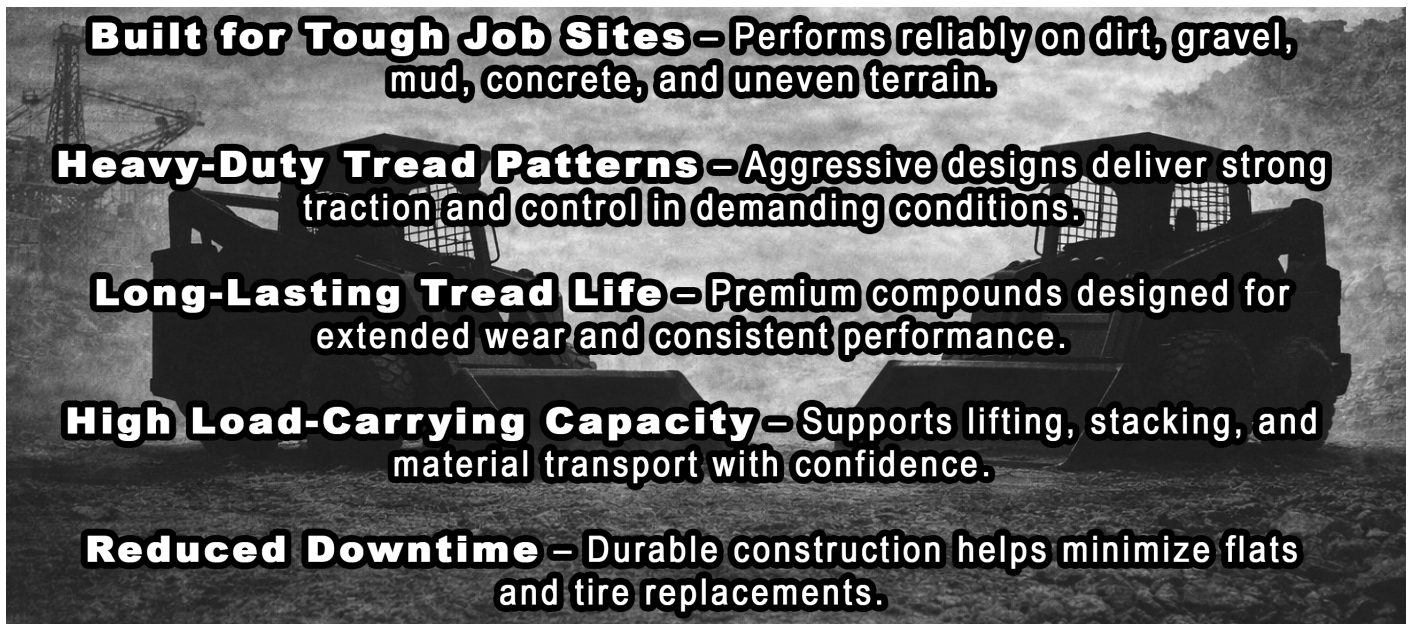 Built for Tough Job Sites – Performs reliably on dirt, gravel,
mud, concrete, and uneven terrain.
Heavy-Duty Tread Patterns – Aggressive designs deliver strong
traction and control in demanding conditions.
Long-Lasting Tread Life – Premium compounds designed for
extended wear and consistent performance.
High Load-Carrying Capacity – Supports lifting, stacking, and
material transport with confidence.
Reduced Downtime – Durable construction helps minimize flats
and tire replacements.